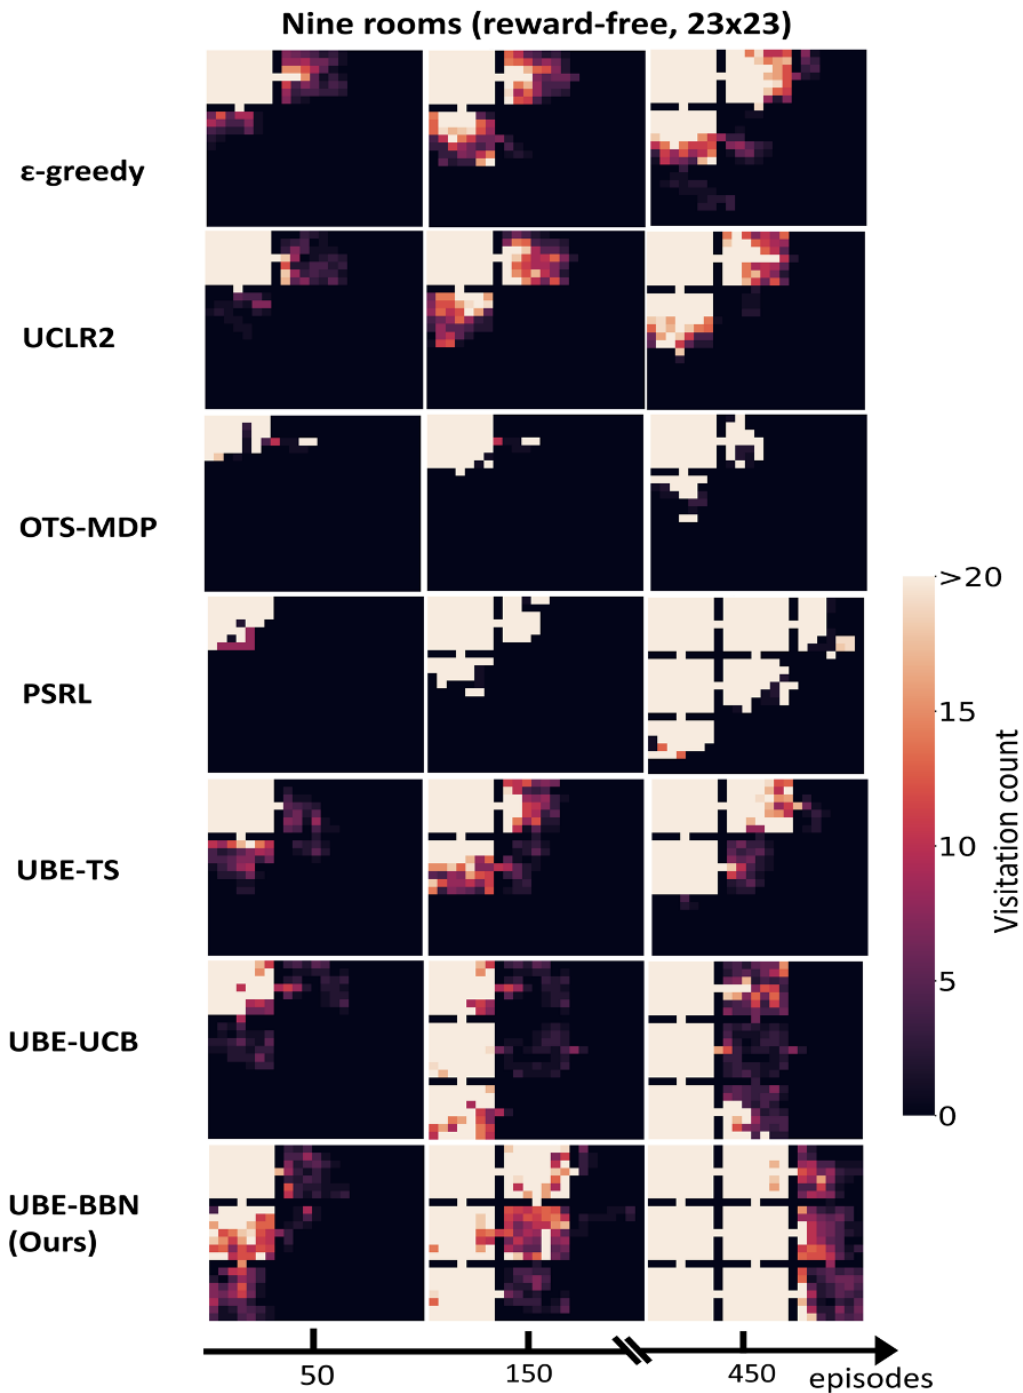 Nine rooms (reward-free, 23x23)
ε-greedy
UCLR2
OTS-MDP
PSRL
UBE-TS
UBE-UCB
UBE-BBN
(Ours)
>20
15
10
5
0
Visitation count
50
150
450
episodes